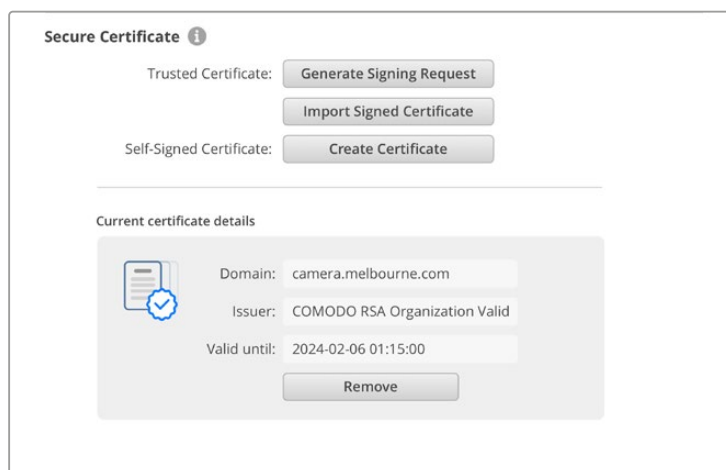 Secure Certificate
Trusted Certificate: Generate Signing Request
Import Signed Certificate
Self-Signed Certificate: Create Certificate
Current certificate details
Domain: camera.melbourne.com
Issuer: COMODO RSA Organization Valid
Valid until: 2024-02-06 01:15:00
Remove